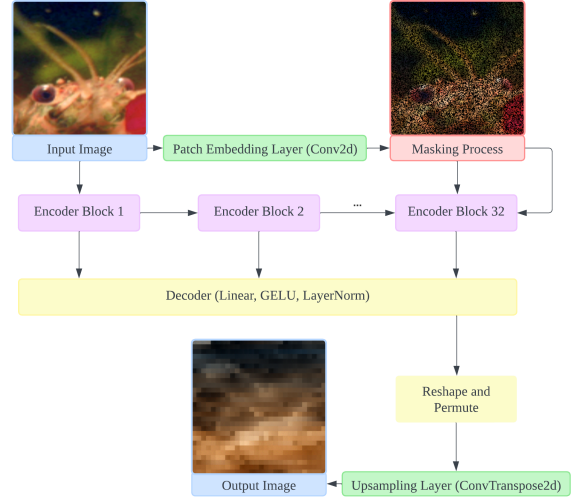 Input Image
Patch Embedding Layer (Conv2d)
Masking Process
Encoder Block 1
Encoder Block 2
...
Encoder Block 32
Decoder (Linear, GELU, LayerNorm)
Reshape and
Permute
Output Image
Upsampling Layer (ConvTranspose2d)